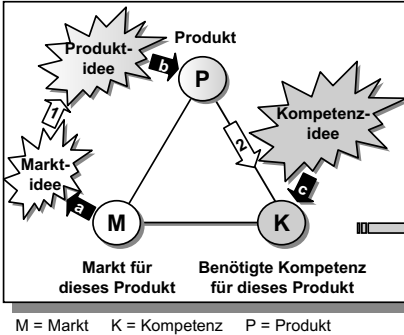 Produkt-
idee
Produkt
b
P
1
Kompetenz-
idee
2
Markt-
idee
c
a
M
K
Markt für
dieses Produkt
Benötigte Kompetenz
für dieses Produkt
M = Markt K = Kompetenz P = Produkt